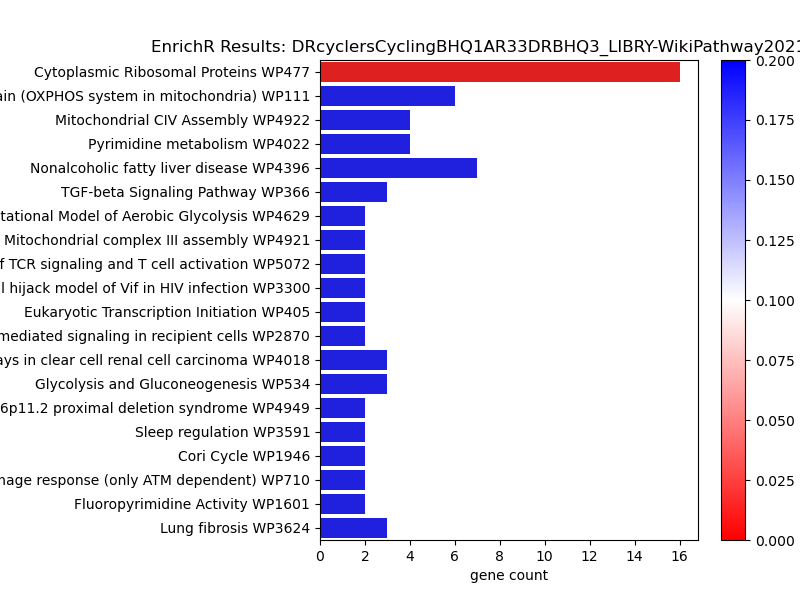 EnrichR Results: DRcyclersCyclingBHQ1AR33DRBHQ3_LIBRY-WikiPathway2021
Cytoplasmic Ribosomal Proteins WP477
(OXPHOS system in mitochondria) WP111
Mitochondrial CIV Assembly WP4922
Pyrimidine metabolism WP4022
Nonalcoholic fatty liver disease WP4396
TGF-beta Signaling Pathway WP366
Model of Aerobic Glycolysis WP4629
Mitochondrial complex III assembly WP4921
TCR signaling and T cell activation WP5072
hijack model of Vif in HIV infection WP3300
Eukaryotic Transcription Initiation WP405
mediated signaling in recipient cells WP2870
in clear cell renal cell carcinoma WP4018
Glycolysis and Gluconeogenesis WP534
6p11.2 proximal deletion syndrome WP4949
Sleep regulation WP3591
Cori Cycle WP1946
response (only ATM dependent) WP710
Fluoropyrimidine Activity WP1601
Lung fibrosis WP3624
0 2 4 6 8 10 12 14 16
gene count
0.200
0.175
0.150
0.125
0.100
0.075
0.050
0.025
0.000